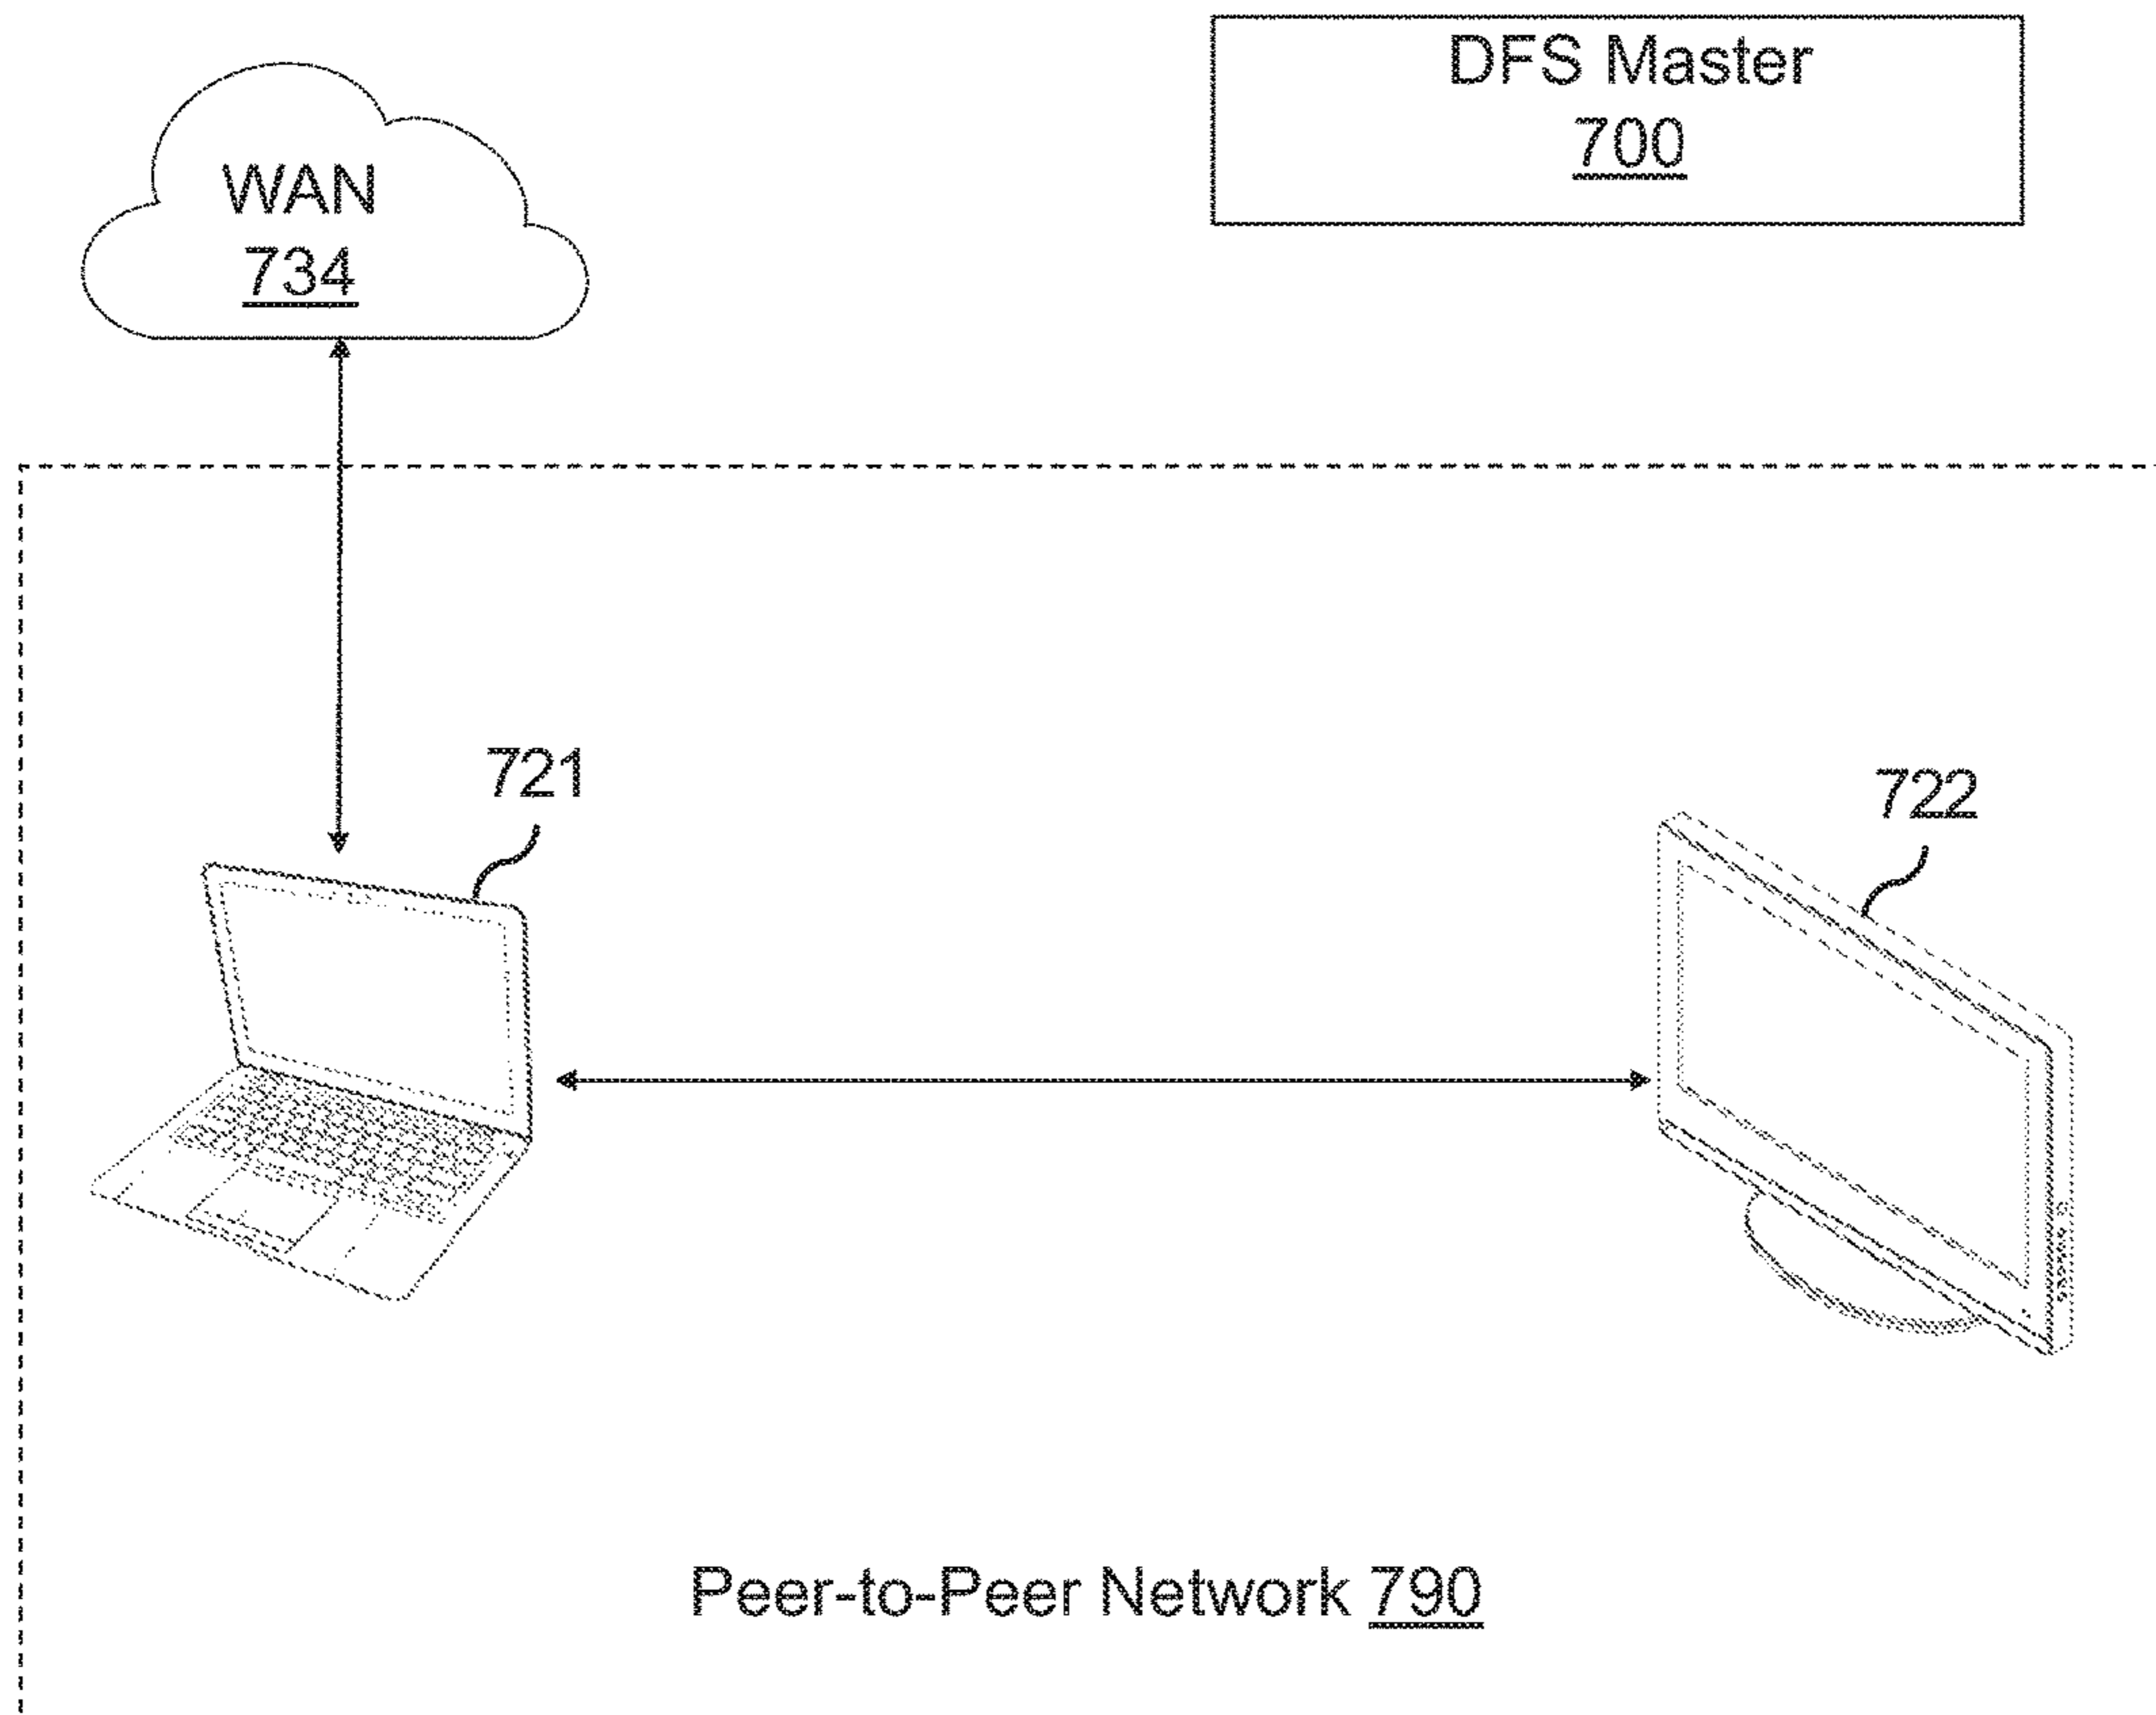 DFS Master
700
WAN
734
721
722
Peer-to-Peer Network 790